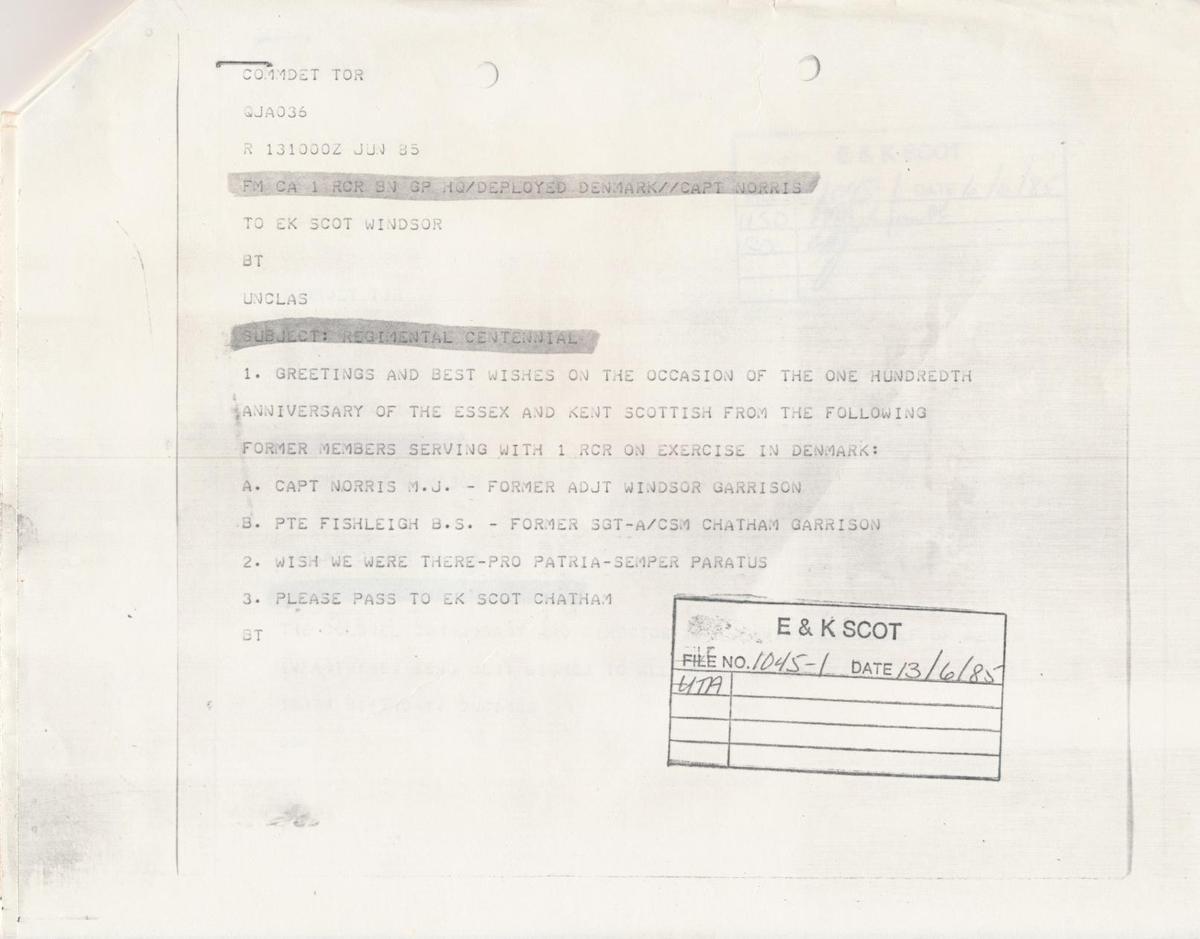 COMMDET TOR
QJA036
R 131000Z JUN 85
FM CA 1 RCR BN GP HQ/DEPLOYED DENMARK//CAPT NORRIS
TO EK SCOT WINDSOR
BT
UNCLAS
SUBJECT: REGIMENTAL CENTENNIAL
1. GREETINGS AND BEST WISHES ON THE OCCASION OF THE ONE HUNDREDTH
ANNIVERSARY OF THE ESSEX AND KENT SCOTTISH FROM THE FOLLOWING
FORMER MEMBERS SERVING WITH 1 RCR ON EXERCISE IN DENMARK:
A. CAPT NORRIS M.J. - FORMER ADJT WINDSOR GARRISON
B. PTE FISHLEIGH B.S. - FORMER SGT-A/CSM CHATHAM GARRISON
2. WISH WE WERE THERE-PRO PATRIA-SEMPER PARATUS
3. PLEASE PASS TO EK SCOT CHATHAM
BT
E & K SCOT
FILE NO. 1045-1 DATE 13/6/85